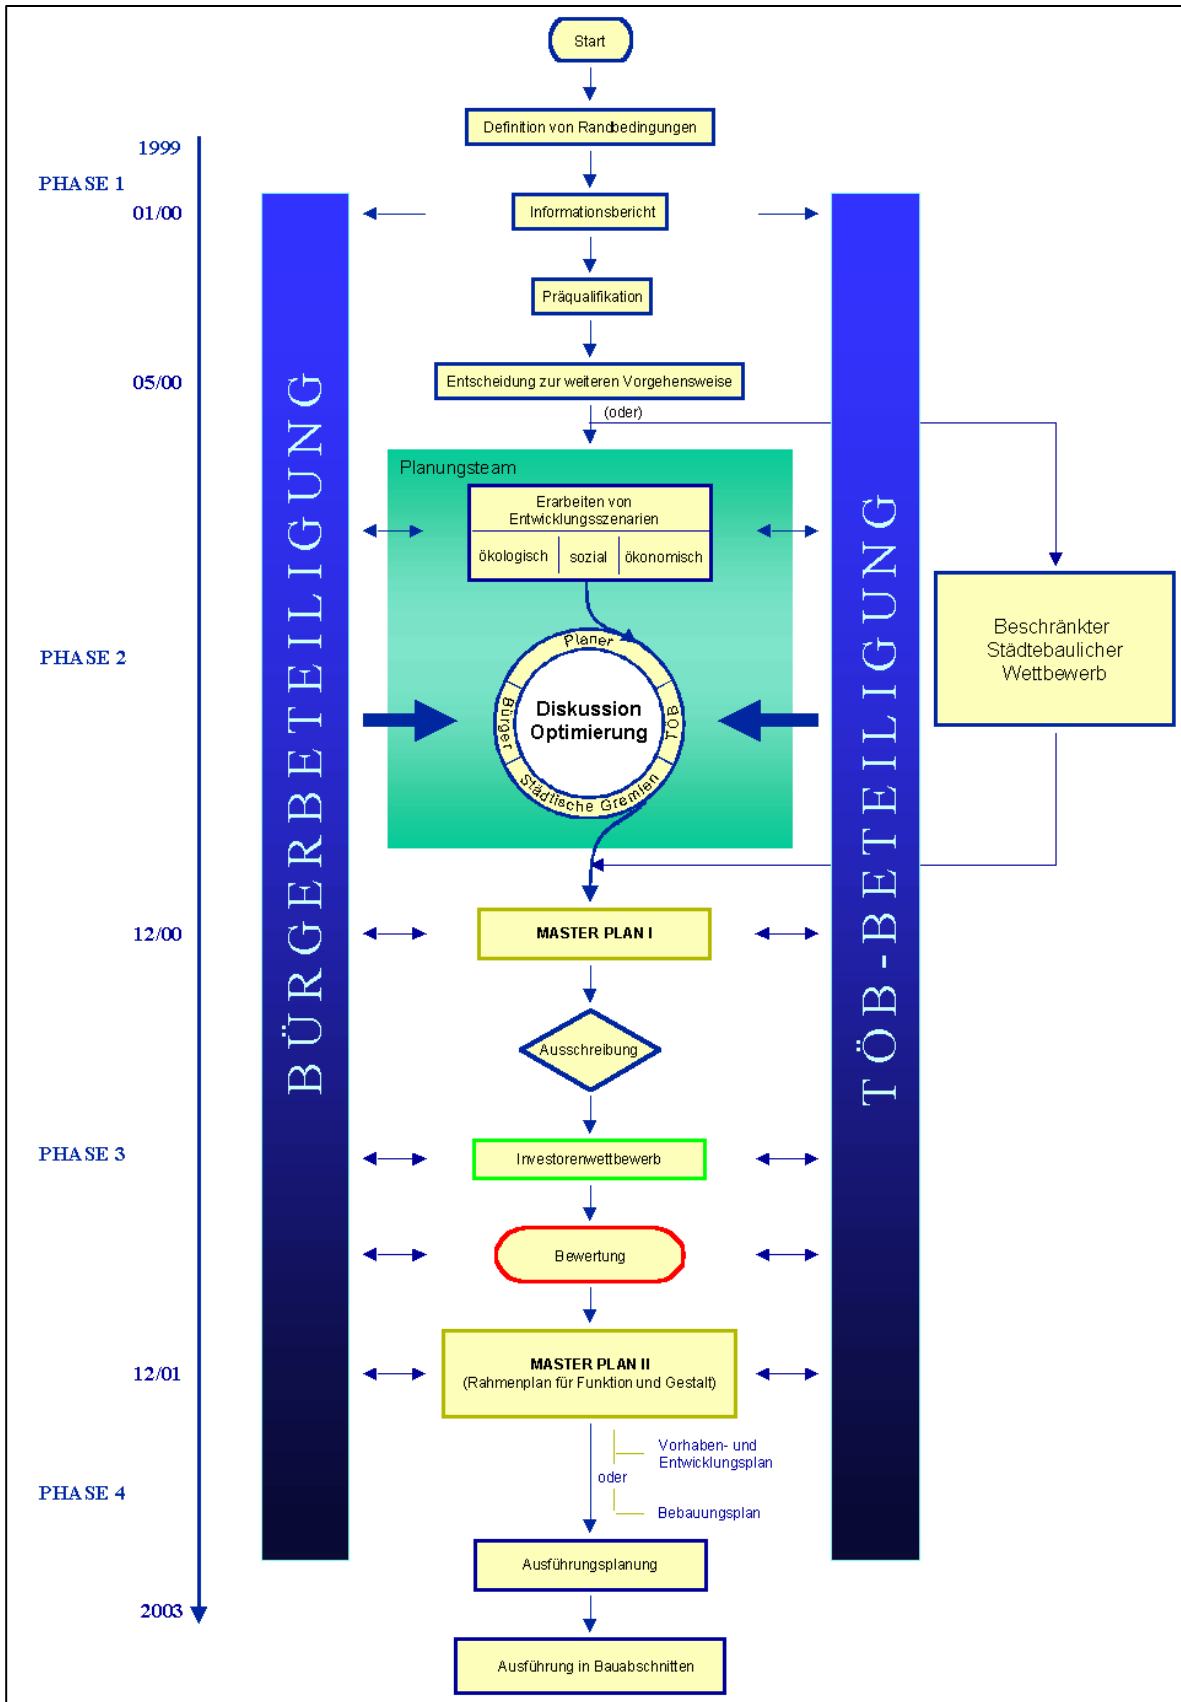 Start
Definition von Randbedingungen
1999
PHASE 1
01/00
Informationsbericht
Präqualifikation
05/00
Entscheidung zur weiteren Vorgehensweise
(oder)
BÜRGERBETEILIGUNG
TÖB-BETEILIGUNG
Planungsteam
Erarbeiten von
Entwicklungsszenarien
ökologisch
sozial
ökonomisch
Beschränkter
Städtebaulicher
Wettbewerb
PHASE 2
Planer
Bürger
TÖB
Städtische Gremien
Diskussion
Optimierung
12/00
MASTER PLAN I
Ausschreibung
PHASE 3
Investorenwettbewerb
Bewertung
12/01
MASTER PLAN II
(Rahmenplan für Funktion und Gestalt)
Vorhaben- und
Entwicklungsplan
oder
PHASE 4
Bebauungsplan
Ausführungsplanung
2003
Ausführung in Bauabschnitten